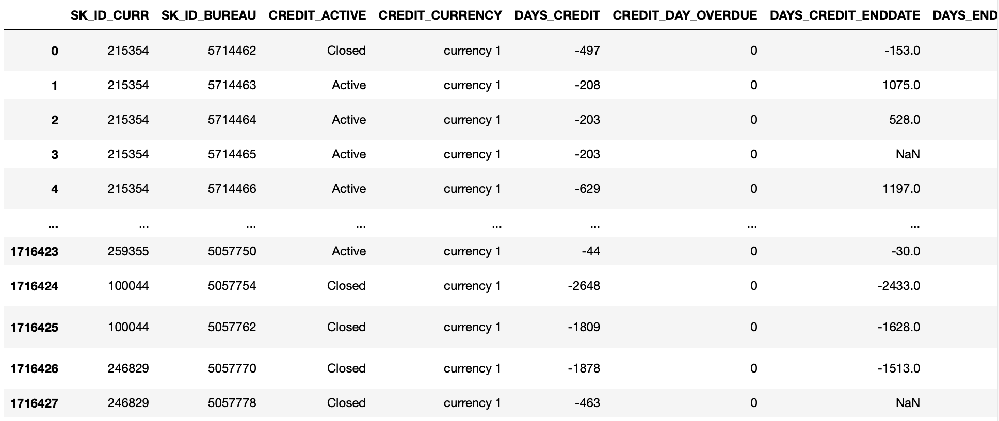 SK_ID_CURR SK_ID_BUREAU CREDIT_ACTIVE CREDIT_CURRENCY DAYS_CREDIT CREDIT_DAY_OVERDUE DAYS_CREDIT_ENDDATE DAYS_END
0 215354 5714462 Closed currency 1 -497 0 -153.0
1 215354 5714463 Active currency 1 -208 0 1075.0
2 215354 5714464 Active currency 1 -203 0 528.0
3 215354 5714465 Active currency 1 -203 0 NaN
4 215354 5714466 Active currency 1 -629 0 1197.0
... ... ... ... ... ... ... ...
1716423 259355 5057750 Active currency 1 -44 0 -30.0
1716424 100044 5057754 Closed currency 1 -2648 0 -2433.0
1716425 100044 5057762 Closed currency 1 -1809 0 -1628.0
1716426 246829 5057770 Closed currency 1 -1878 0 -1513.0
1716427 246829 5057778 Closed currency 1 -463 0 NaN